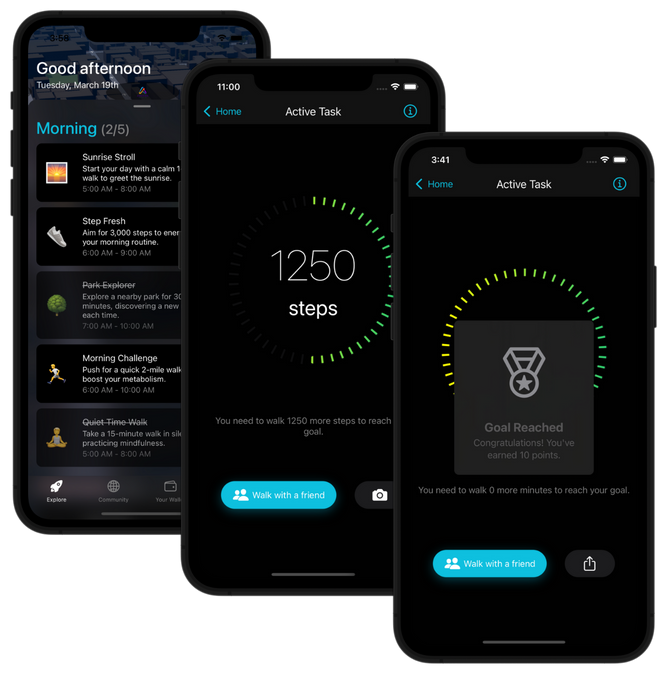 3:58
Good afternoon
Tuesday, March 19th
Morning (2/5)
Sunrise Stroll
Start your day with a calm 1
walk to greet the sunrise.
5:00 AM - 8:00 AM
Step Fresh
Aim for 3,000 steps to ener
your morning routine.
6:00 AM - 9:00 AM
Park Explorer
Explore a nearby park for 30
minutes, discovering a new
each time.
7:00 AM - 10:00 AM
Morning Challenge
Push for a quick 2-mile walk
boost your metabolism.
6:00 AM - 10:00 AM
Quiet Time Walk
Take a 15-minute walk in sile
practicing mindfulness.
5:00 AM - 8:00 AM
Explore
Community
Your Walle
11:00
Home
Active Task
1250
steps
You need to walk 1250 more steps to reach
goal.
Walk with a friend
3:41
Home
Active Task
Goal Reached
Congratulations! You've
earned 10 points.
You need to walk 0 more minutes to reach your goal.
Walk with a friend